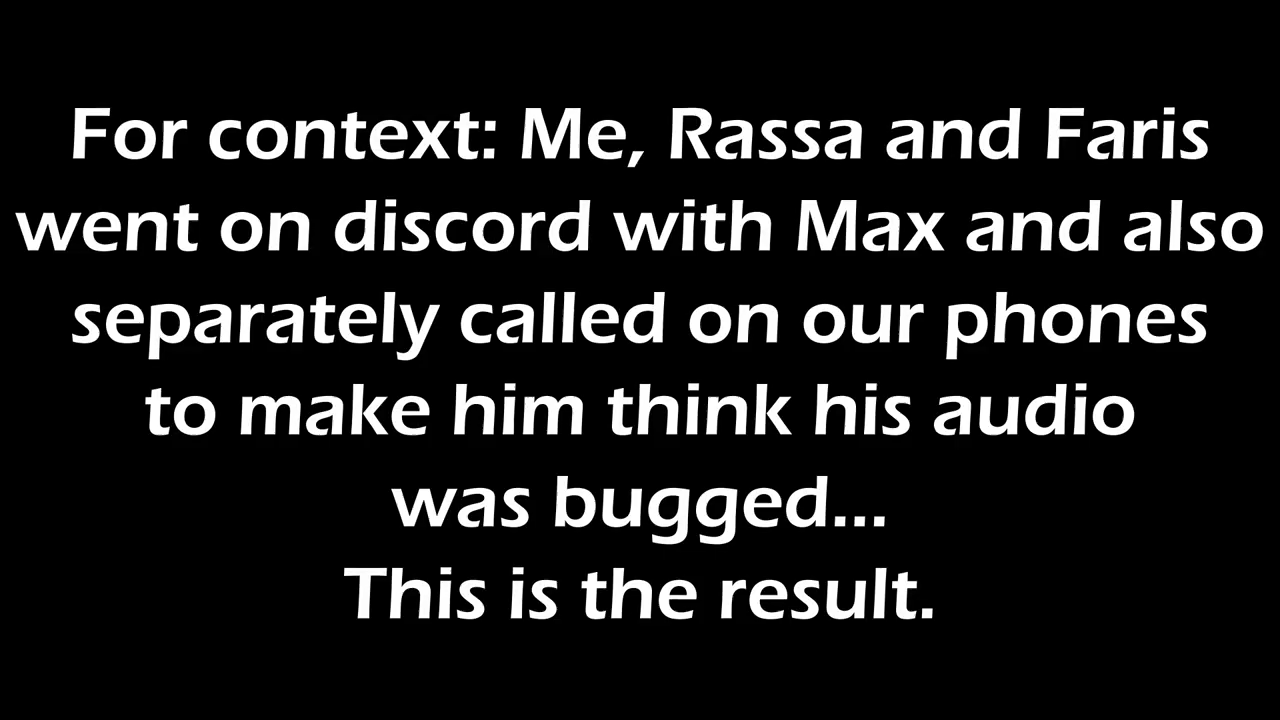 For context: Me, Rassa and Faris
went on discord with Max and also
separately called on our phones
to make him think his audio
was bugged...
This is the result.